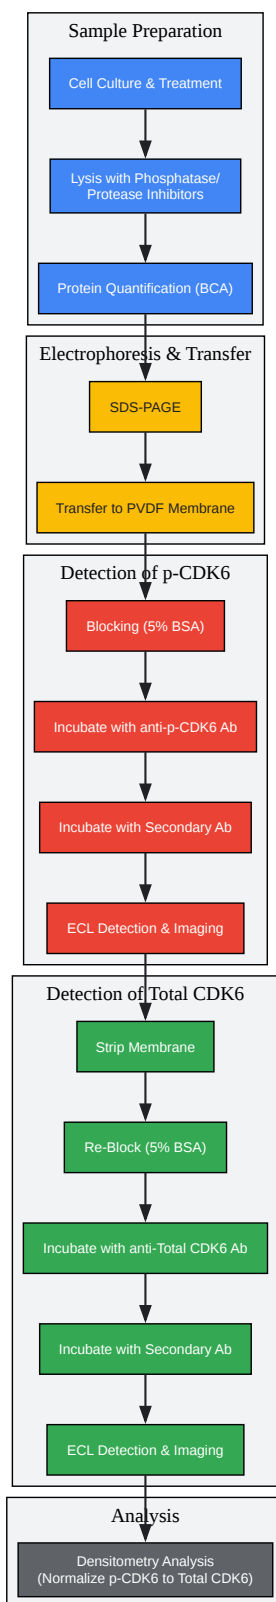 Sample Preparation
Cell Culture & Treatment
Lysis with Phosphatase/
Protease Inhibitors
Protein Quantification (BCA)
Electrophoresis & Transfer
SDS-PAGE
Transfer to PVDF Membrane
Detection of p-CDK6
Blocking (5% BSA)
Incubate with anti-p-CDK6 Ab
Incubate with Secondary Ab
ECL Detection & Imaging
Detection of Total CDK6
Strip Membrane
Re-Block (5% BSA)
Incubate with anti-Total CDK6 Ab
Incubate with Secondary Ab
ECL Detection & Imaging
Analysis
Densitometry Analysis
(Normalize p-CDK6 to Total CDK6)